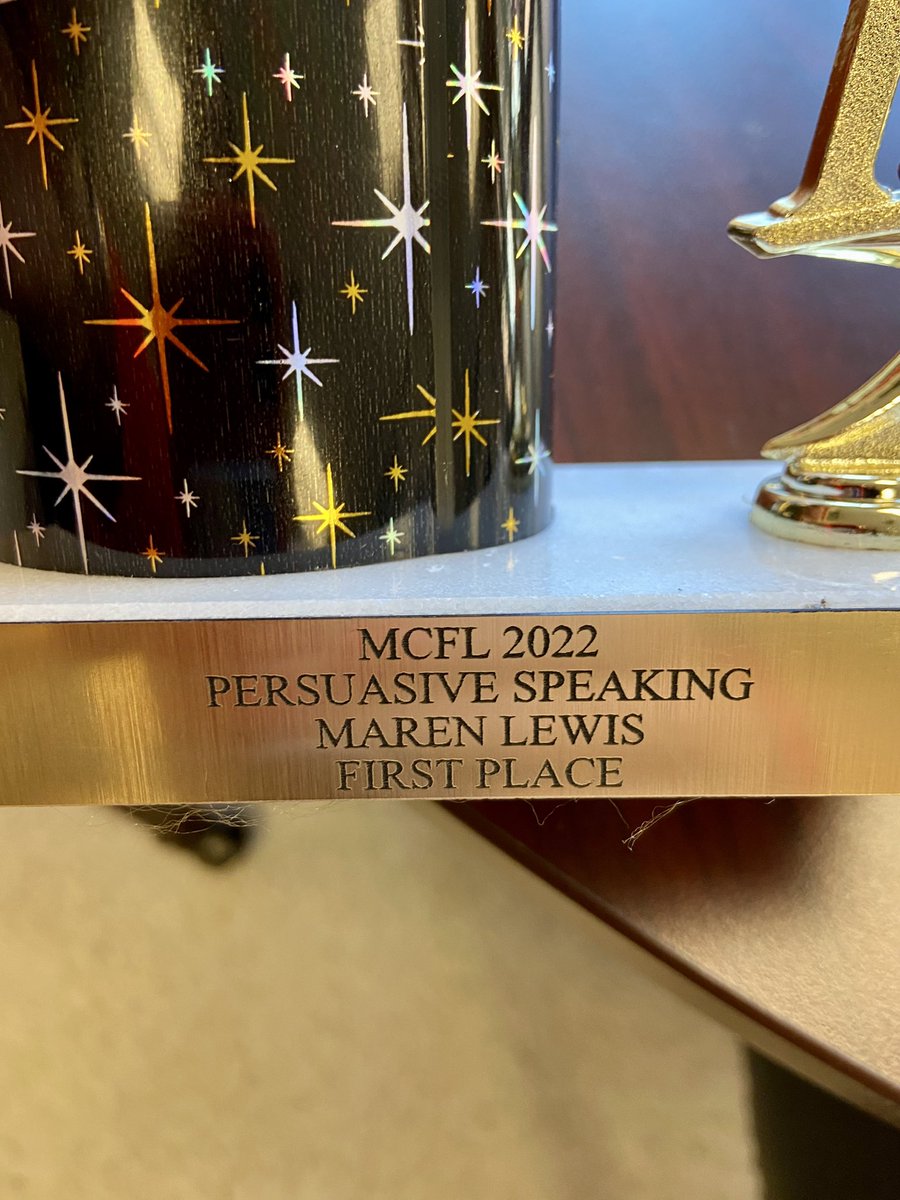 MCFL 2022
PERSUASIVE SPEAKING
MAREN LEWIS
FIRST PLACE